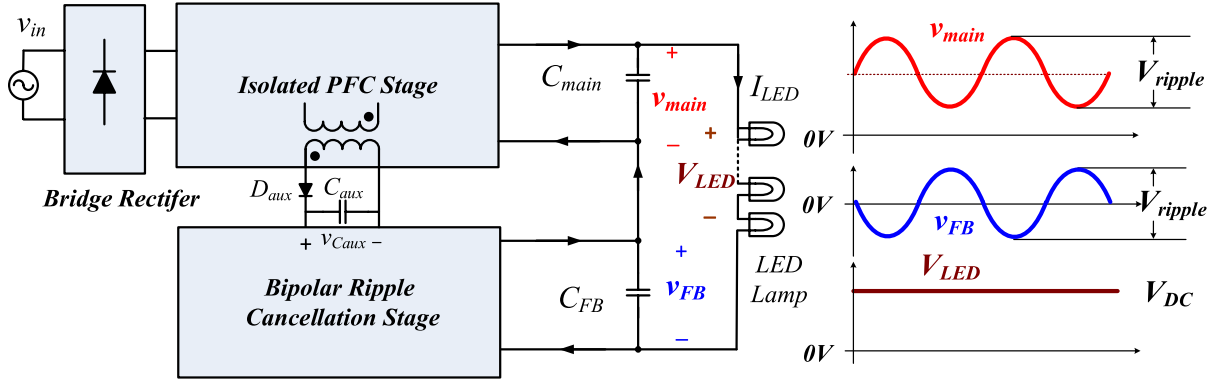 v_in
Bridge Rectifer
Isolated PFC Stage
D_aux
C_aux
+ v_Caux −
Bipolar Ripple
Cancellation Stage
C_main
+
v_main
−
C_FB
+
v_FB
−
I_LED
+
V_LED
−
LED
Lamp
v_main
V_ripple
0V
0V
v_FB
V_ripple
V_LED
V_DC
0V